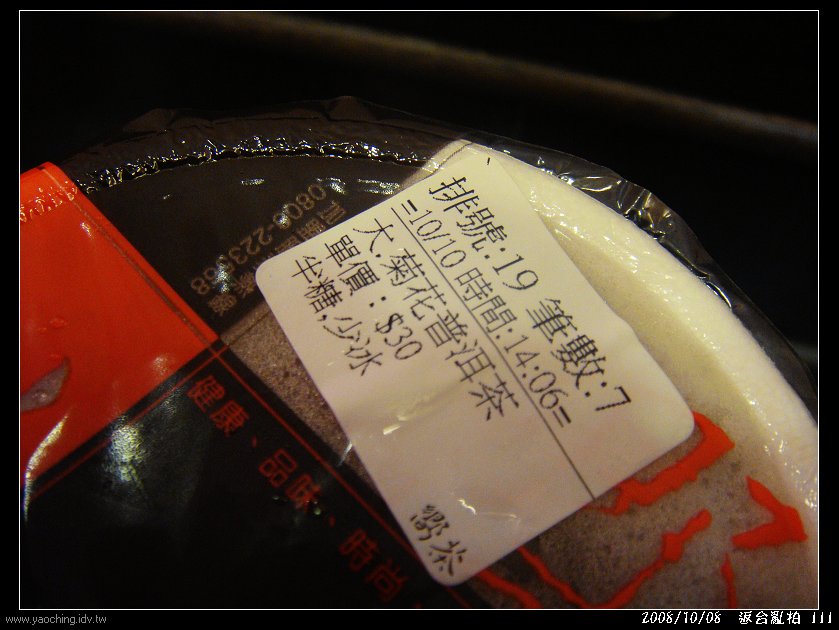 排號:19 筆數:7
=10/10 時間:14:06=
大.菊花普洱茶
單價:$30
半糖,少冰
0800-223
健康、品味、時尚
www.yaoching.idv.tw
2008/10/08 返台亂拍 111